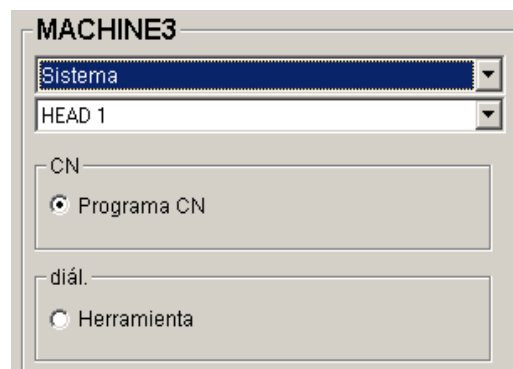 MACHINE3
Sistema
HEAD 1
CN
Programa CN
diál.
Herramienta